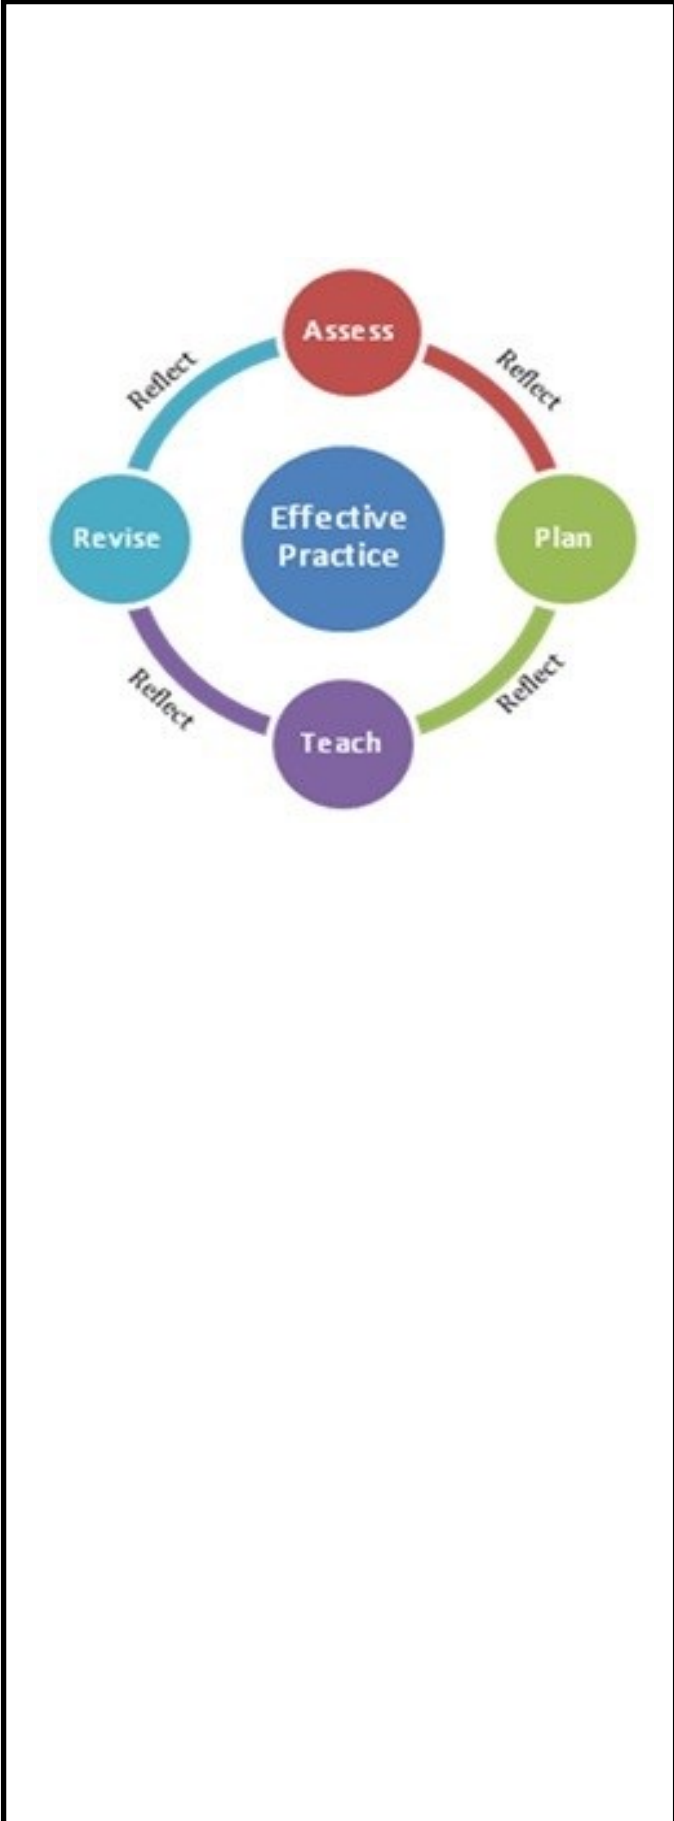 Assess
Reflect
Reflect
Effective
Practice
Revise
Plan
Reflect
Reflect
Teach